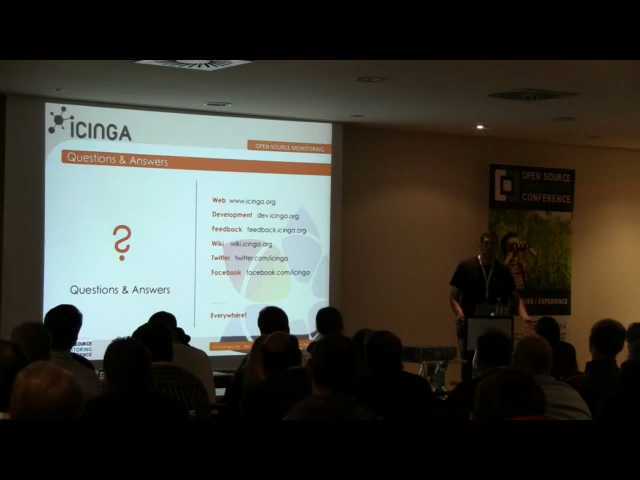 iCINGA
OPEN SOURCE MONITORING
Questions & Answers
Web www.icinga.org
Development dev.icinga.org
Feedback feedback.icinga.org
Wiki wiki.icinga.org
Twitter twitter.com/icinga
Facebook facebook.com/icinga
?
Questions & Answers
Everywhere!
OPEN SOURCE
CONFERENCE
EXPERIENCE